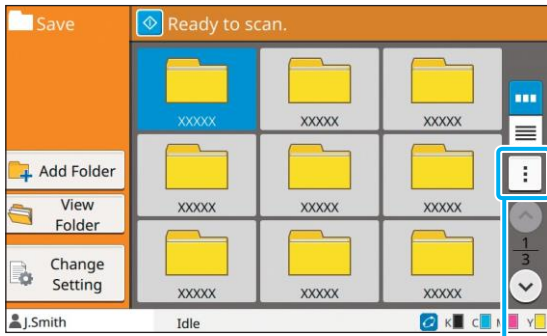 Save
Ready to scan.
XXXXX
XXXXX
XXXXX
Add Folder
XXXXX
XXXXX
XXXXX
View
Folder
1
3
Change
Setting
XXXXX
XXXXX
XXXXX
J.Smith
Idle
K
C
M
Y